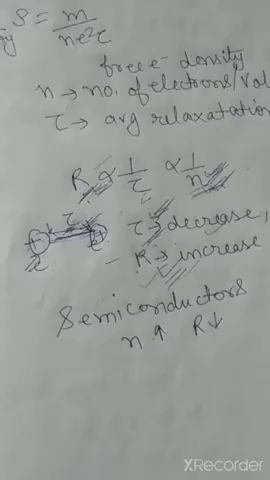 ρ = m / ne²τ
free e⁻ density
n → no. of electrons/vol
τ → avg relaxatation
R ∝ 1/τ ∝ 1/n
τ
τ → decrease,
R → increase
Semiconductors
n ↑ R↓
XRecorder